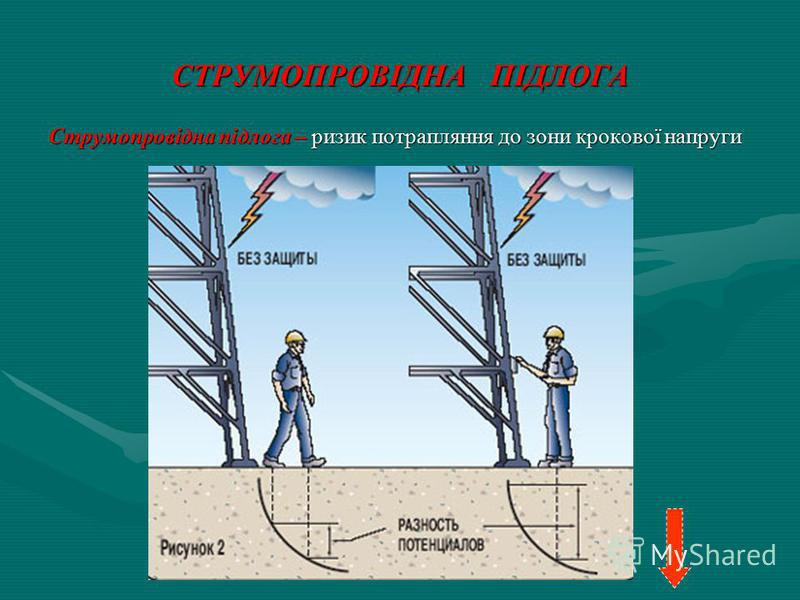 СТРУМОПРОВІДНА ПІДЛОГА
Струмопровідна підлога – ризик потрапляння до зони крокової напруги
БЕЗ ЗАЩИТЫ
БЕЗ ЗАЩИТЫ
РАЗНОСТЬ
ПОТЕНЦИАЛОВ
Рисунок 2
MyShared